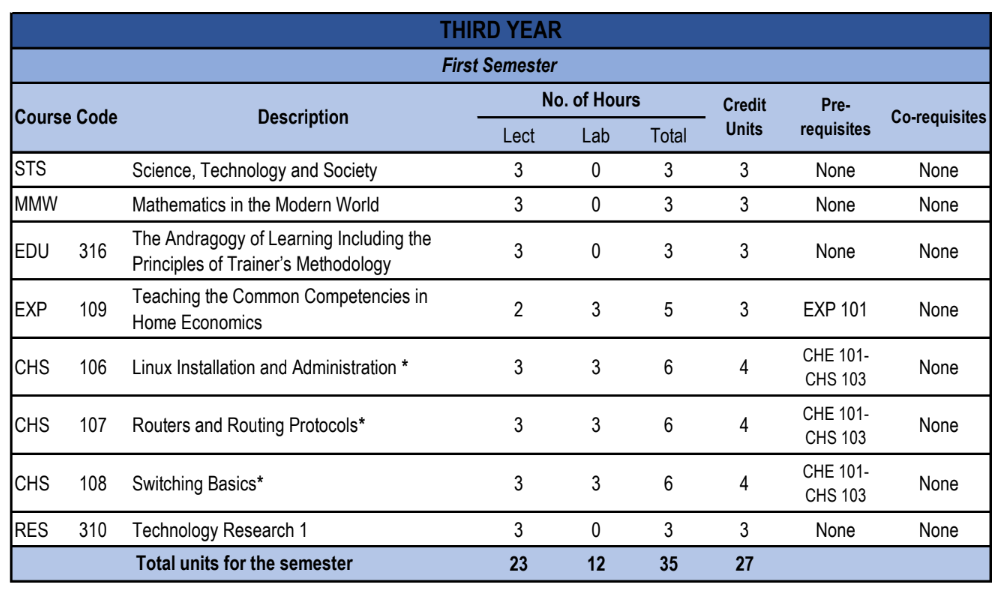 THIRD YEAR
First Semester
Course Code Description No. of Hours Credit Units Pre-requisites Co-requisites
Lect Lab Total
STS Science, Technology and Society 3 0 3 3 None None
MMW Mathematics in the Modern World 3 0 3 3 None None
EDU 316 The Andragogy of Learning Including the
Principles of Trainer's Methodology 3 0 3 3 None None
EXP 109 Teaching the Common Competencies in
Home Economics 2 3 5 3 EXP 101 None
CHS 106 Linux Installation and Administration * 3 3 6 4 CHE 101-
CHS 103 None
CHS 107 Routers and Routing Protocols* 3 3 6 4 CHE 101-
CHS 103 None
CHS 108 Switching Basics* 3 3 6 4 CHE 101-
CHS 103 None
RES 310 Technology Research 1 3 0 3 3 None None
Total units for the semester 23 12 35 27